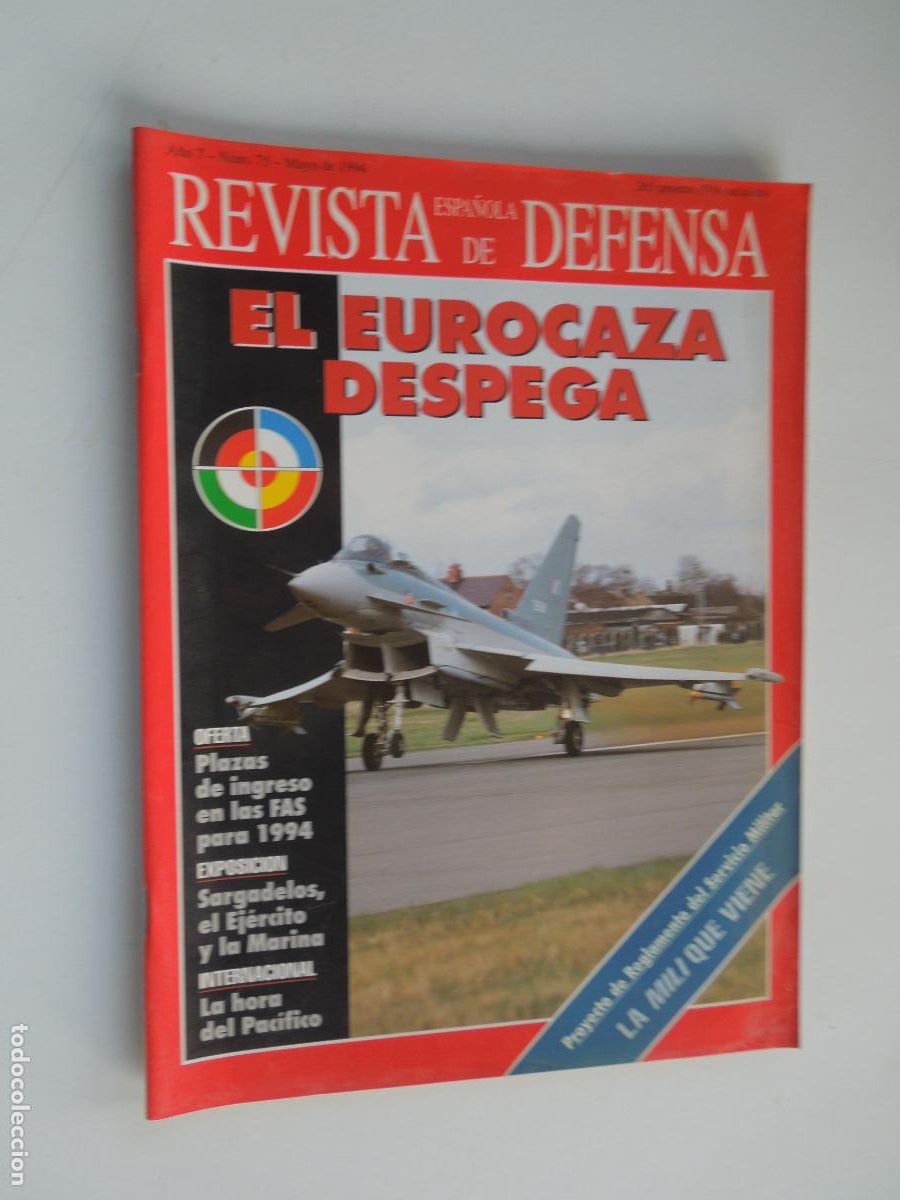 Año 7 - Núm. 75 - Mayo de 1994
REVISTA ESPAÑOLA DE DEFENSA
EL EUROCAZA
DESPEGA
OFERTA
Plazas
de ingreso
en las FAS
para 1994
EXPOSICION
Sargadelos,
el Ejército
y la Marina
INTERNACIONAL
La hora
del Pacífico
Proyecto de Reglamento del Servicio Militar
LA MILI QUE VIENE
todocoleccion